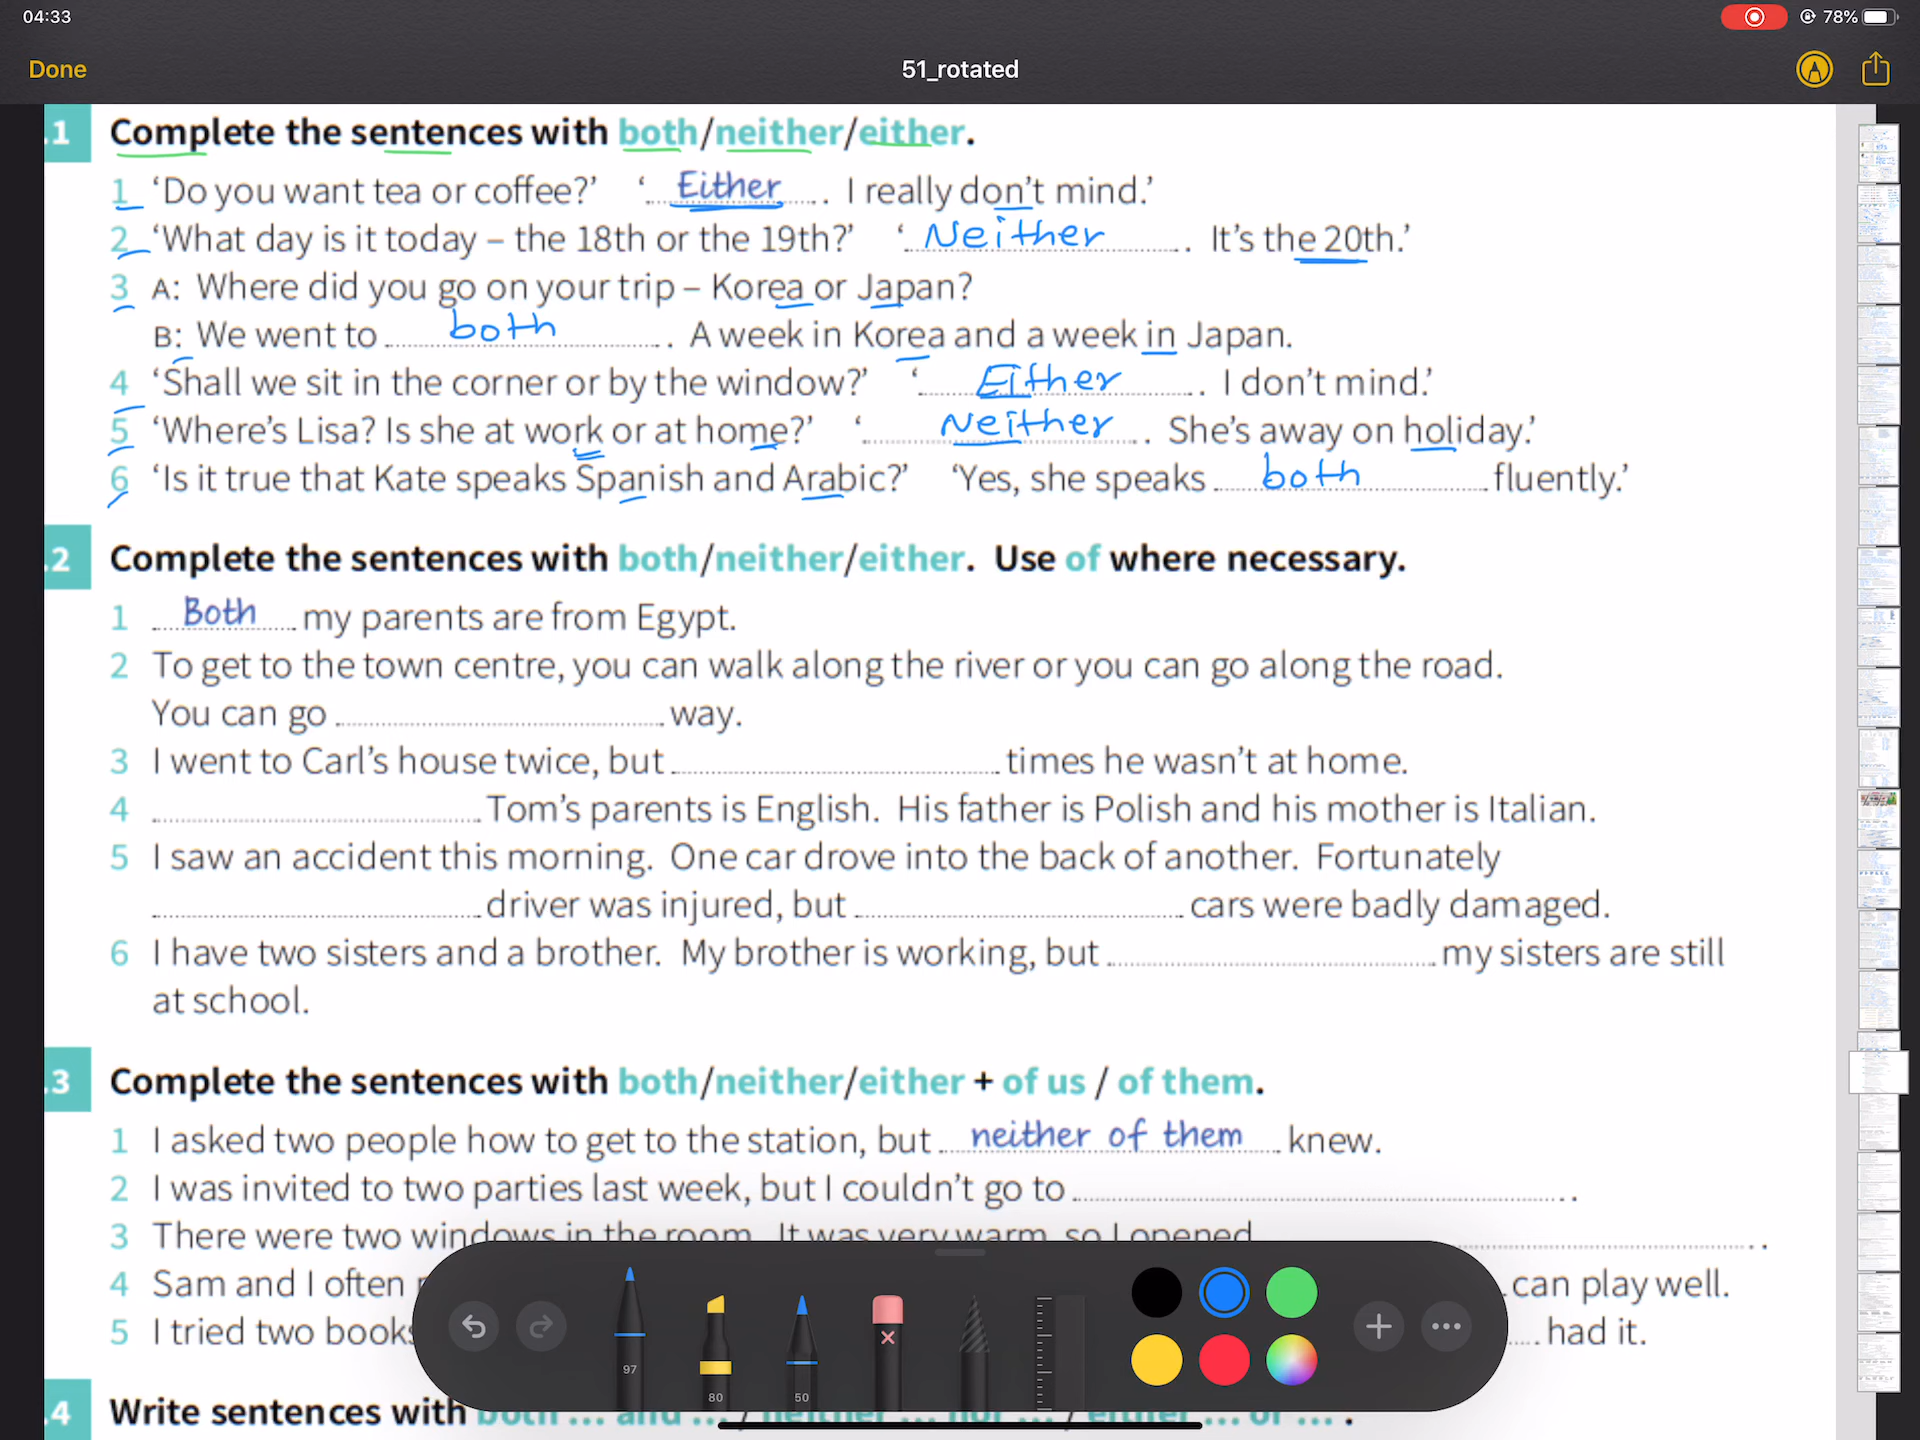 04:33
78%
Done
51_rotated
.1 Complete the sentences with both/neither/either.
1 ‘Do you want tea or coffee?’ ‘ Either . I really don’t mind.’
2 ‘What day is it today – the 18th or the 19th?’ ‘ Neither . It’s the 20th.’
3 A: Where did you go on your trip – Korea or Japan?
B: We went to both . A week in Korea and a week in Japan.
4 ‘Shall we sit in the corner or by the window?’ ‘ Either . I don’t mind.’
5 ‘Where’s Lisa? Is she at work or at home?’ ‘ Neither . She’s away on holiday.’
6 ‘Is it true that Kate speaks Spanish and Arabic?’ ‘Yes, she speaks both fluently.’
.2 Complete the sentences with both/neither/either. Use of where necessary.
1 Both my parents are from Egypt.
2 To get to the town centre, you can walk along the river or you can go along the road.
You can go way.
3 I went to Carl’s house twice, but times he wasn’t at home.
4 Tom’s parents is English. His father is Polish and his mother is Italian.
5 I saw an accident this morning. One car drove into the back of another. Fortunately
driver was injured, but cars were badly damaged.
6 I have two sisters and a brother. My brother is working, but my sisters are still
at school.
.3 Complete the sentences with both/neither/either + of us / of them.
1 I asked two people how to get to the station, but neither of them knew.
2 I was invited to two parties last week, but I couldn’t go to .
3 There were two windows in the room. It was very warm, so I opened .
4 Sam and I often can play well.
5 I tried two books had it.
97 80 50
.4 Write sentences with both ... and ... / neither ... nor ... / either ... or ... .